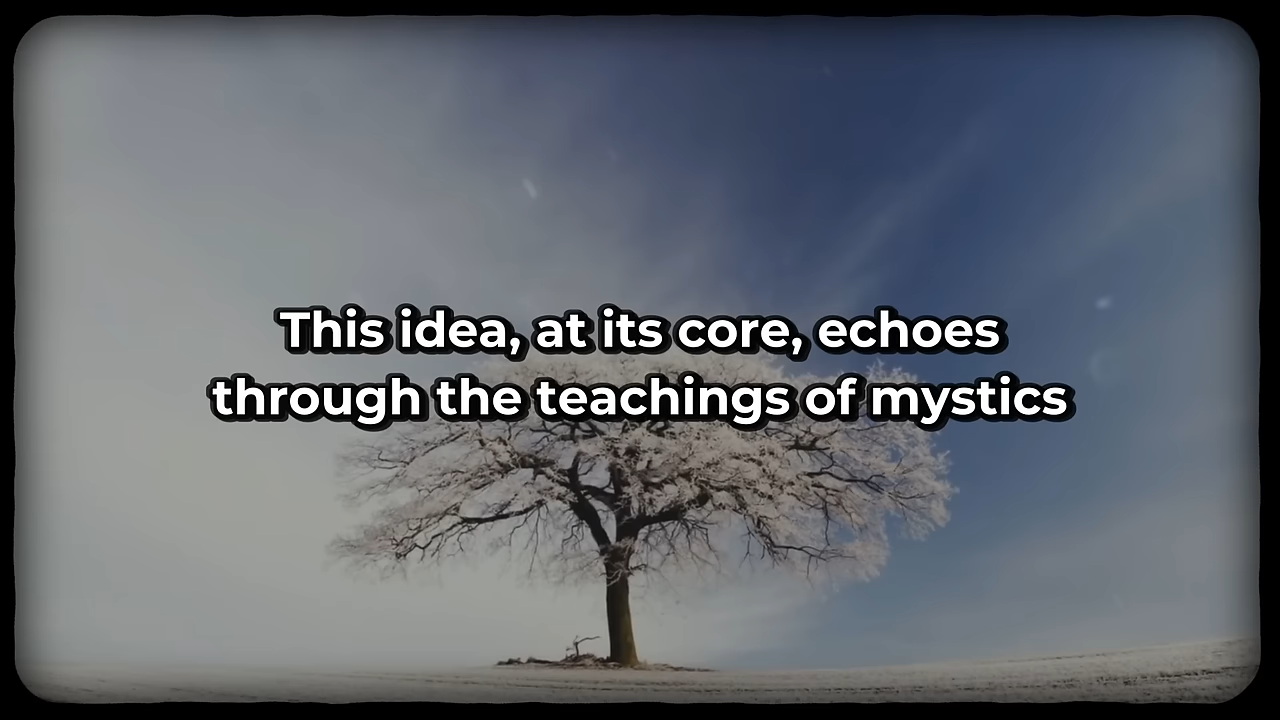 This idea, at its core, echoes
through the teachings of mystics